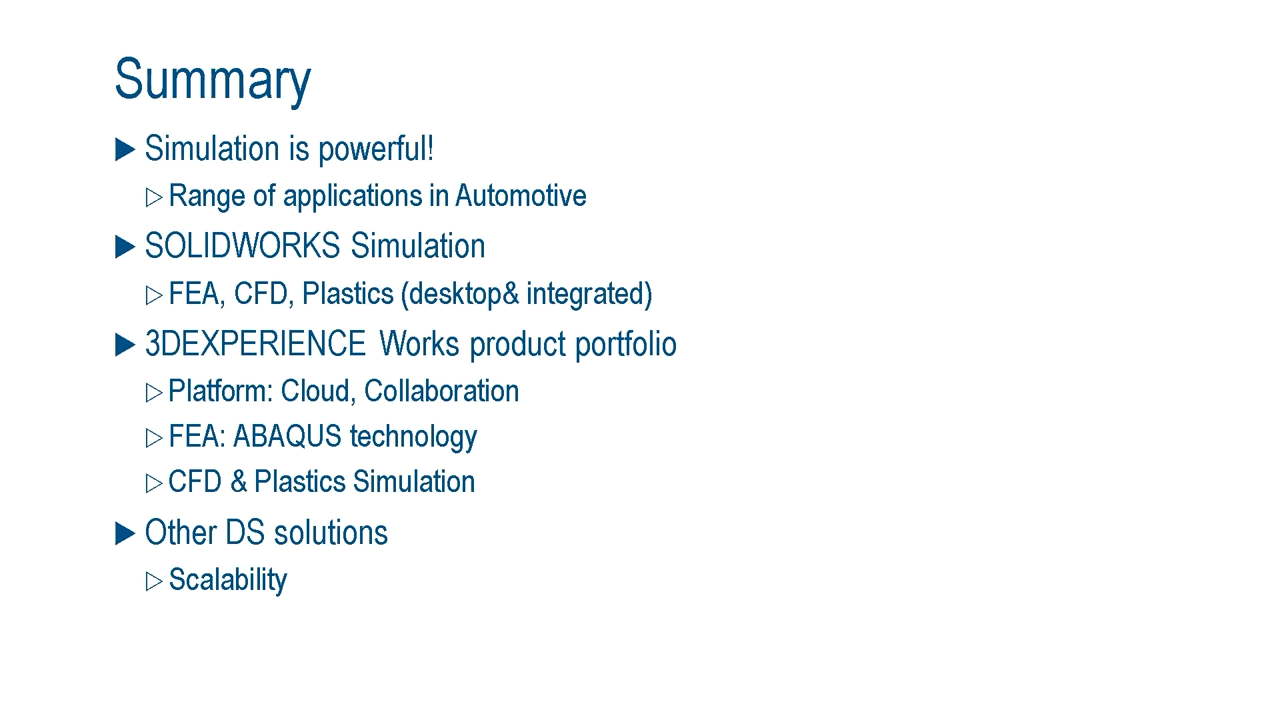 Summary
Simulation is powerful!
Range of applications in Automotive
SOLIDWORKS Simulation
FEA, CFD, Plastics (desktop& integrated)
3DEXPERIENCE Works product portfolio
Platform: Cloud, Collaboration
FEA: ABAQUS technology
CFD & Plastics Simulation
Other DS solutions
Scalability